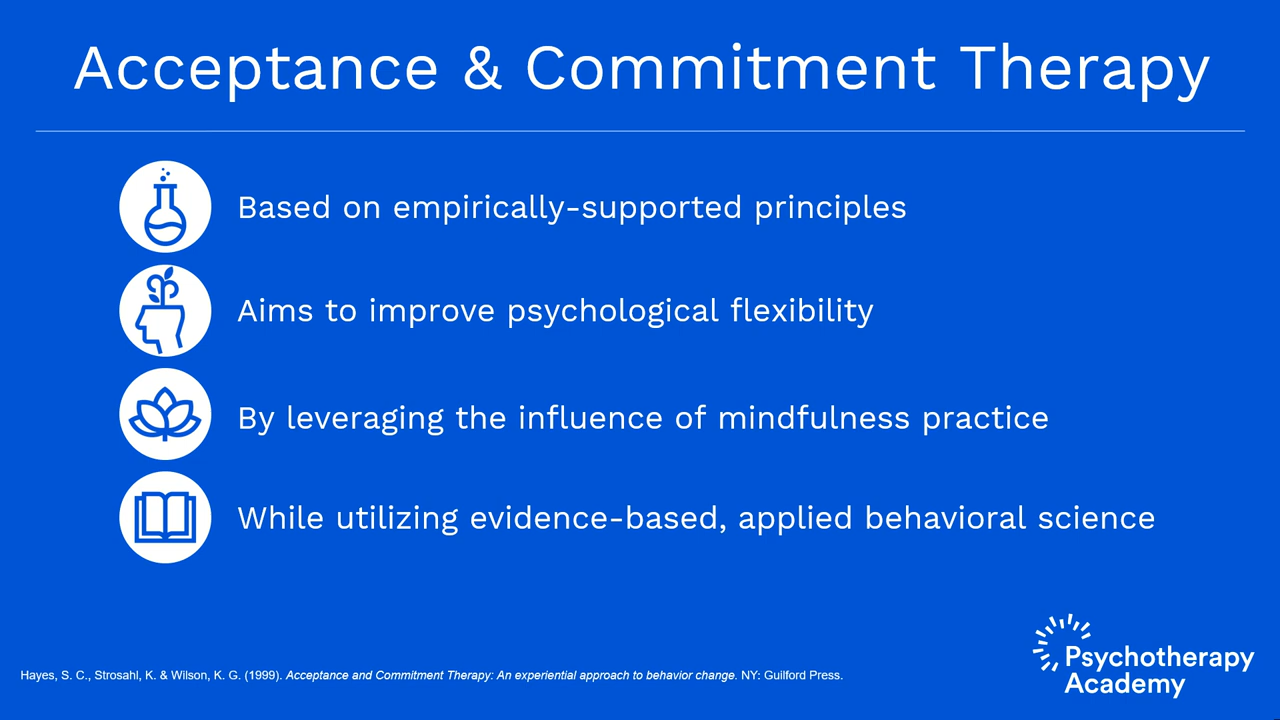 Acceptance & Commitment Therapy
Based on empirically-supported principles
Aims to improve psychological flexibility
By leveraging the influence of mindfulness practice
While utilizing evidence-based, applied behavioral science
Hayes, S. C., Strosahl, K. & Wilson, K. G. (1999). Acceptance and Commitment Therapy: An experiential approach to behavior change. NY: Guilford Press.
Psychotherapy
Academy